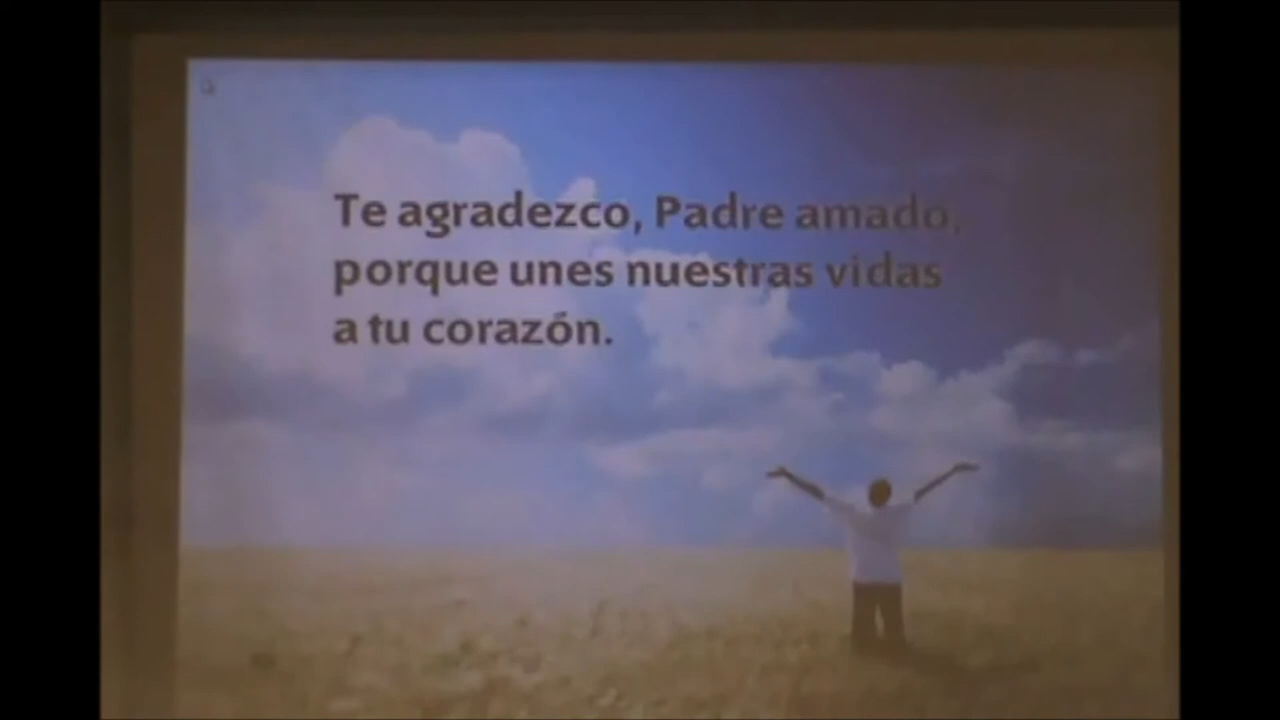 Te agradezco, Padre amado,
porque unes nuestras vidas
a tu corazón.